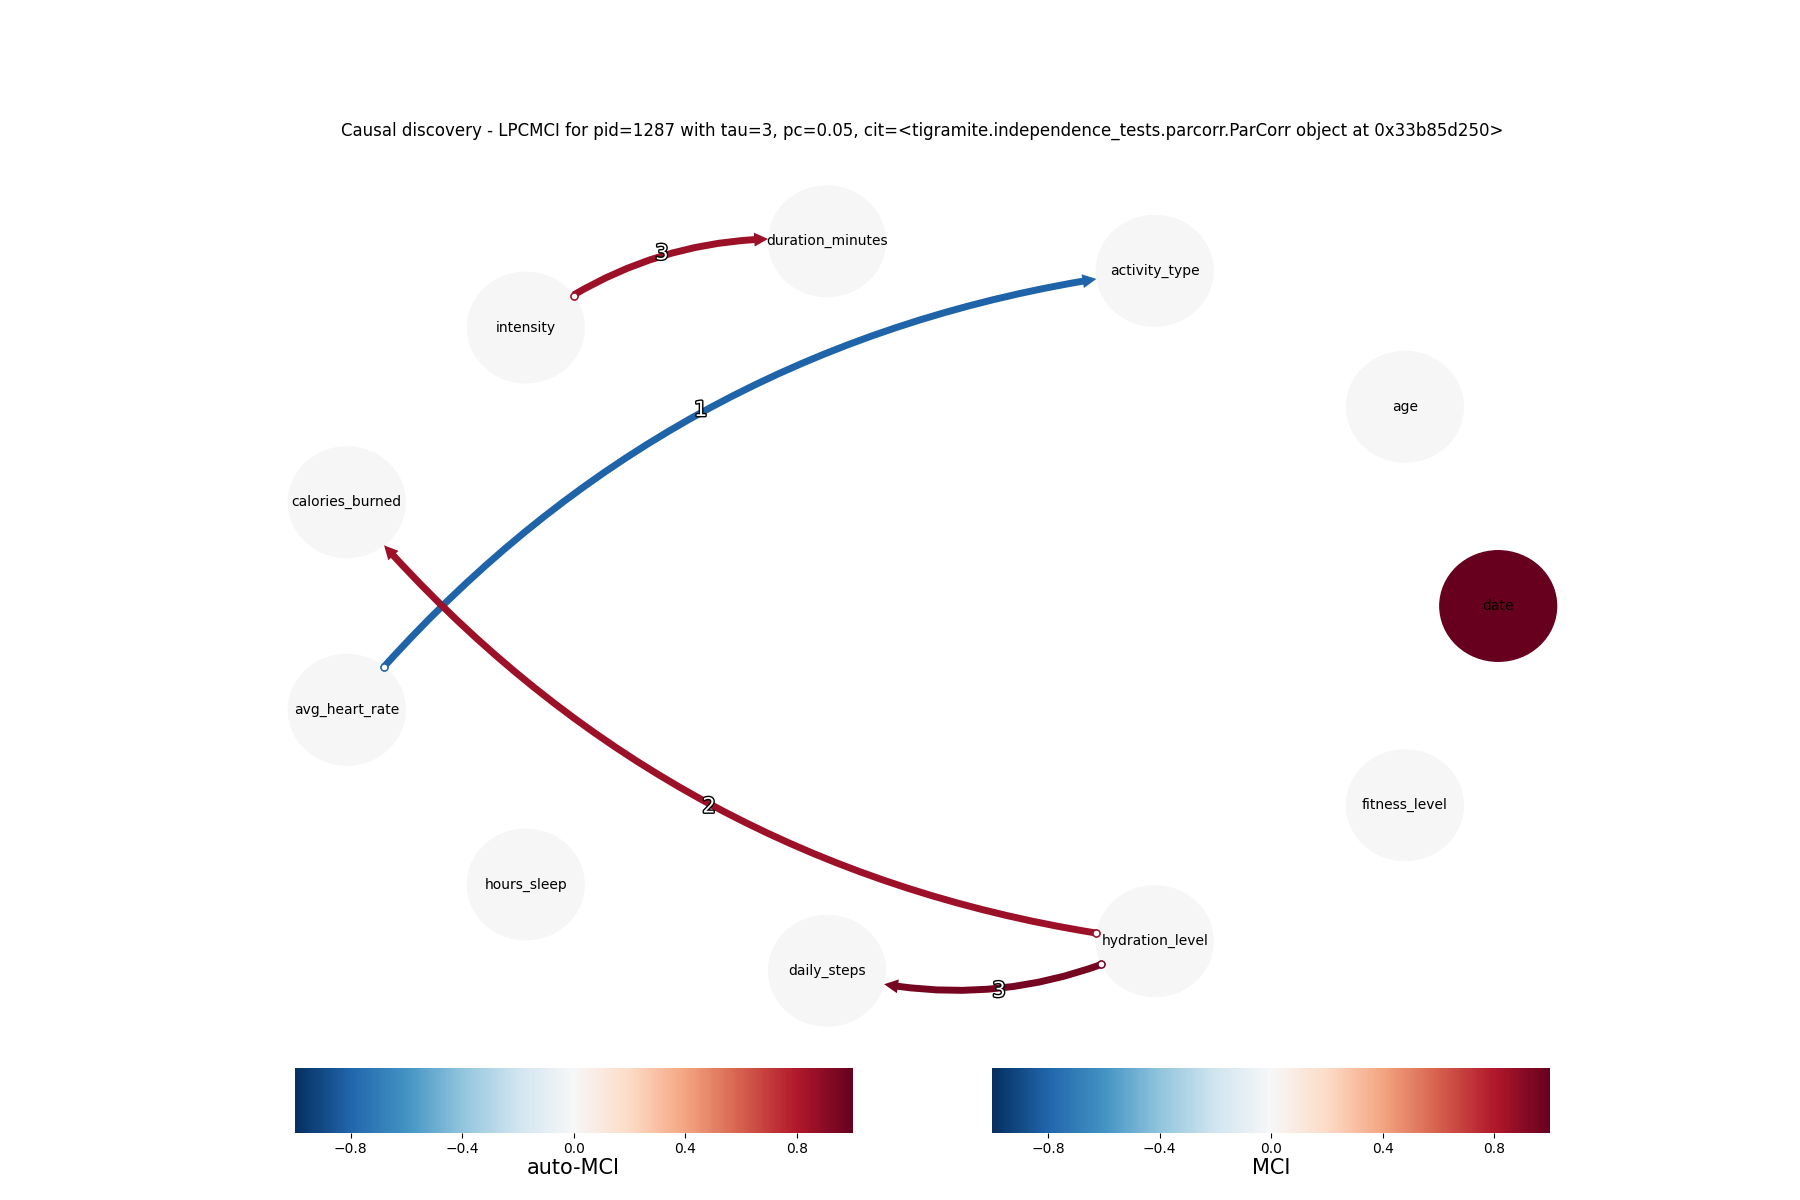 Causal discovery - LPCMCI for pid=1287 with tau=3, pc=0.05, cit=<tigramite.independence_tests.parcorr.ParCorr object at 0x33b85d250>
duration_minutes
3
activity_type
intensity
1
age
calories_burned
date
avg_heart_rate
2
fitness_level
hours_sleep
hydration_level
daily_steps
3
−0.8 −0.4 0.0 0.4 0.8
auto-MCI
−0.8 −0.4 0.0 0.4 0.8
MCI